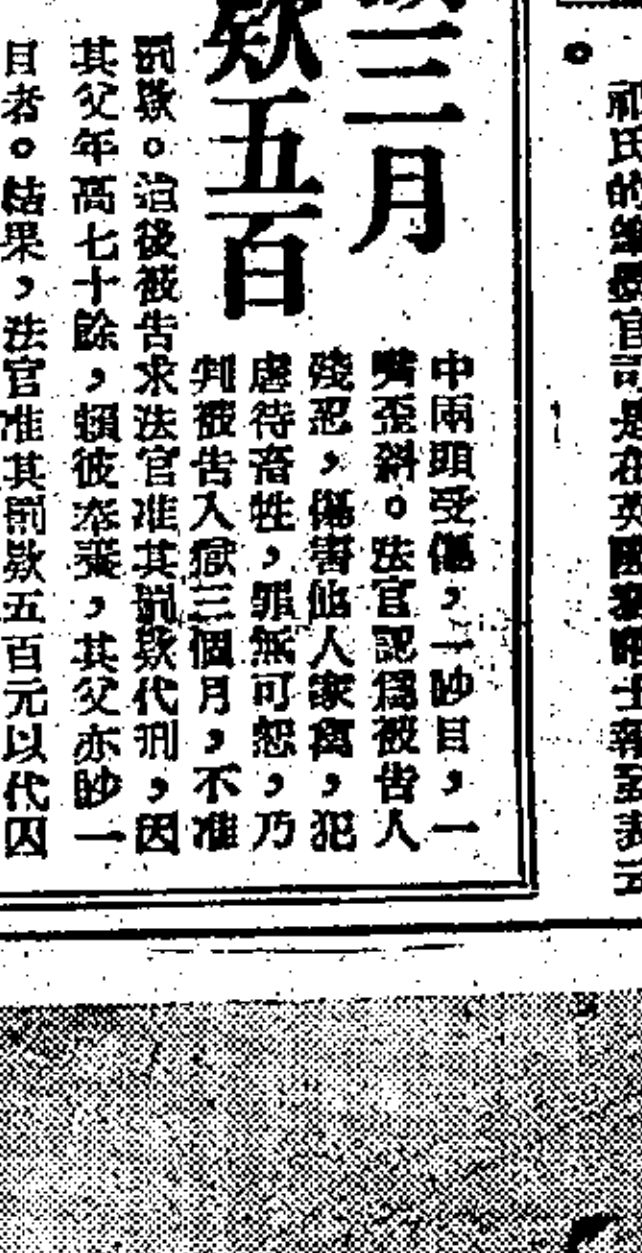 三月
欵五百
中兩頭受傷，一眇目，一
嘴歪斜。法官認爲被告人
殘忍，傷害他人家禽，犯
虐待畜牲，罪無可恕，乃
判被告入獄三個月，不准
罰欵。渞後被告求法官准其罰欵代刑，因
其父年高七十餘，賴彼奉養，其父亦眇一
目者。結果，法官准其罰欵五百元以代囚